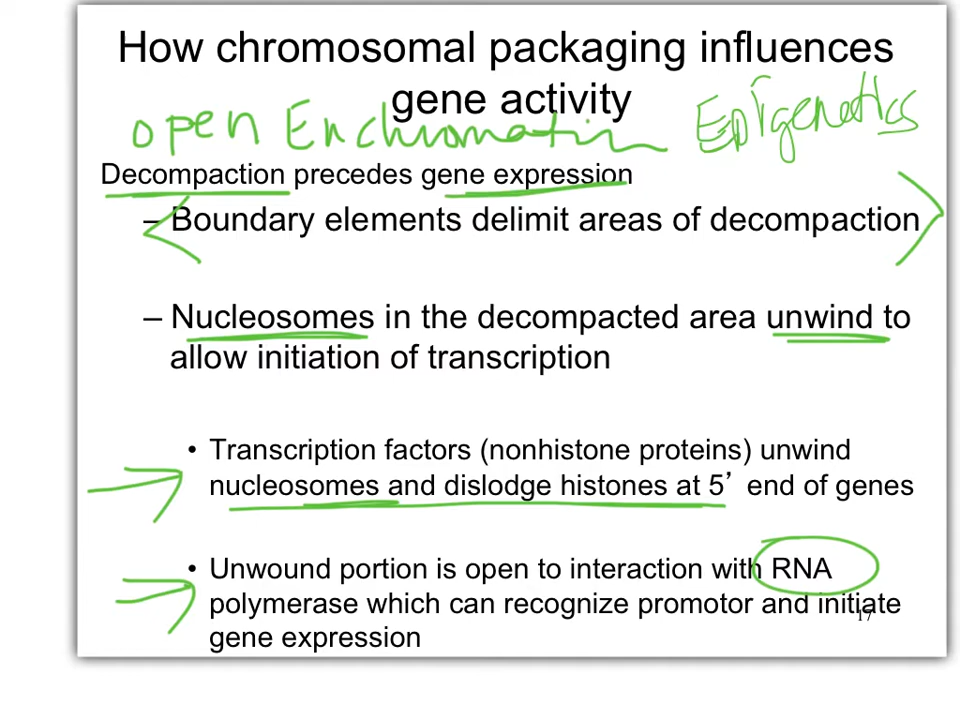 How chromosomal packaging influences
gene activity
open Enchromatin Epigenetics
Decompaction precedes gene expression
– Boundary elements delimit areas of decompaction
– Nucleosomes in the decompacted area unwind to
allow initiation of transcription
• Transcription factors (nonhistone proteins) unwind
nucleosomes and dislodge histones at 5’ end of genes
• Unwound portion is open to interaction with RNA
polymerase which can recognize promotor and initiate
17
gene expression